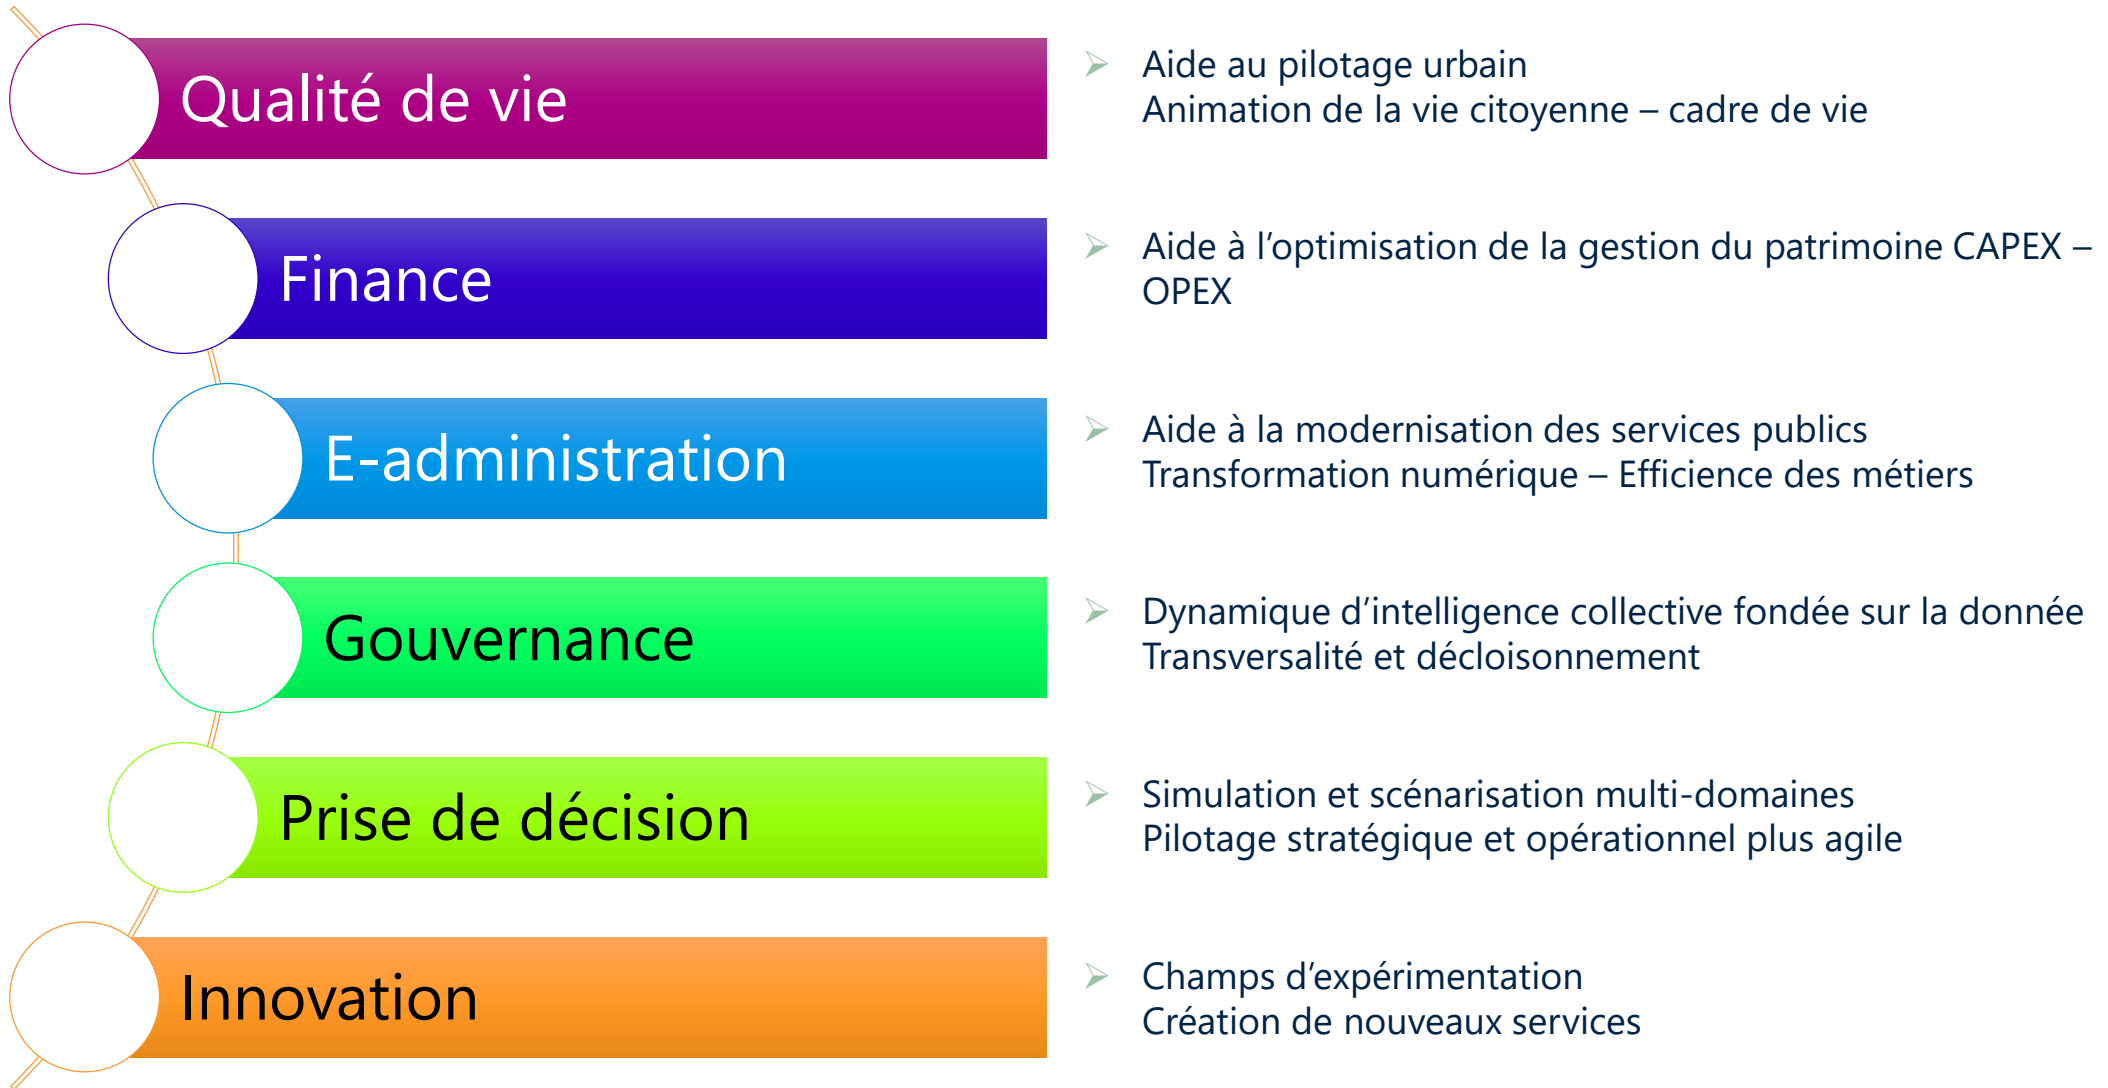 Qualité de vie
Aide au pilotage urbain
Animation de la vie citoyenne – cadre de vie
Finance
Aide à l’optimisation de la gestion du patrimoine CAPEX –
OPEX
E-administration
Aide à la modernisation des services publics
Transformation numérique – Efficience des métiers
Gouvernance
Dynamique d’intelligence collective fondée sur la donnée
Transversalité et décloisonnement
Prise de décision
Simulation et scénarisation multi-domaines
Pilotage stratégique et opérationnel plus agile
Innovation
Champs d’expérimentation
Création de nouveaux services